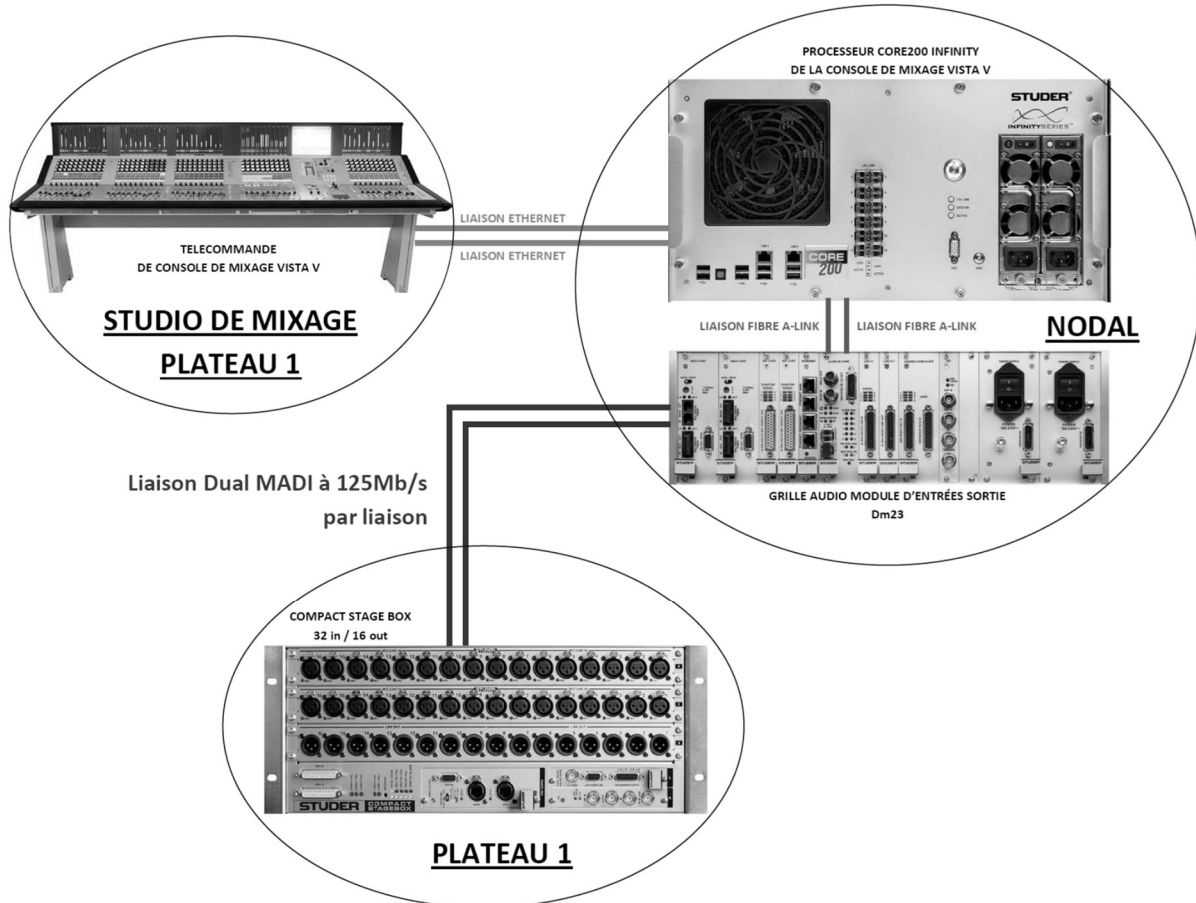 PROCESSEUR CORE200 INFINITY
DE LA CONSOLE DE MIXAGE VISTA V
STUDER
INFINITYSERIES
CORE
200
LIAISON ETHERNET
LIAISON ETHERNET
TELECOMMANDE
DE CONSOLE DE MIXAGE VISTA V
STUDIO DE MIXAGE
PLATEAU 1
LIAISON FIBRE A-LINK
LIAISON FIBRE A-LINK
NODAL
Liaison Dual MADI à 125Mb/s
par liaison
GRILLE AUDIO MODULE D’ENTRÉES SORTIE
Dm23
COMPACT STAGE BOX
32 in / 16 out
STUDER
COMPACT
STAGEBOX
PLATEAU 1